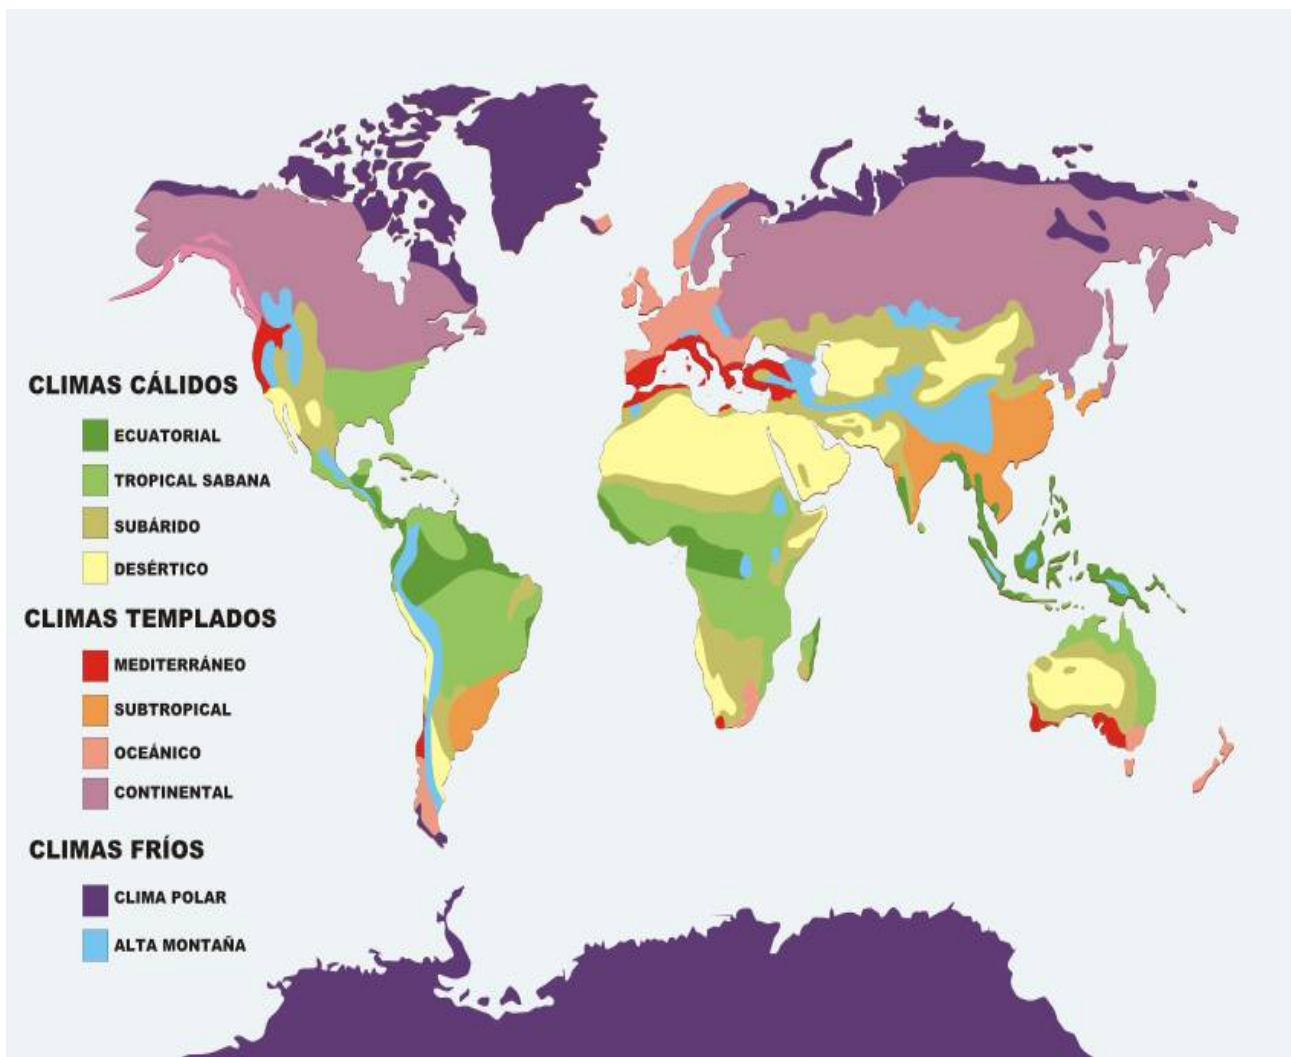 CLIMAS CÁLIDOS
ECUATORIAL
TROPICAL SABANA
SUBÁRIDO
DESÉRTICO
CLIMAS TEMPLADOS
MEDITERRÁNEO
SUBTROPICAL
OCEÁNICO
CONTINENTAL
CLIMAS FRÍOS
CLIMA POLAR
ALTA MONTAÑA